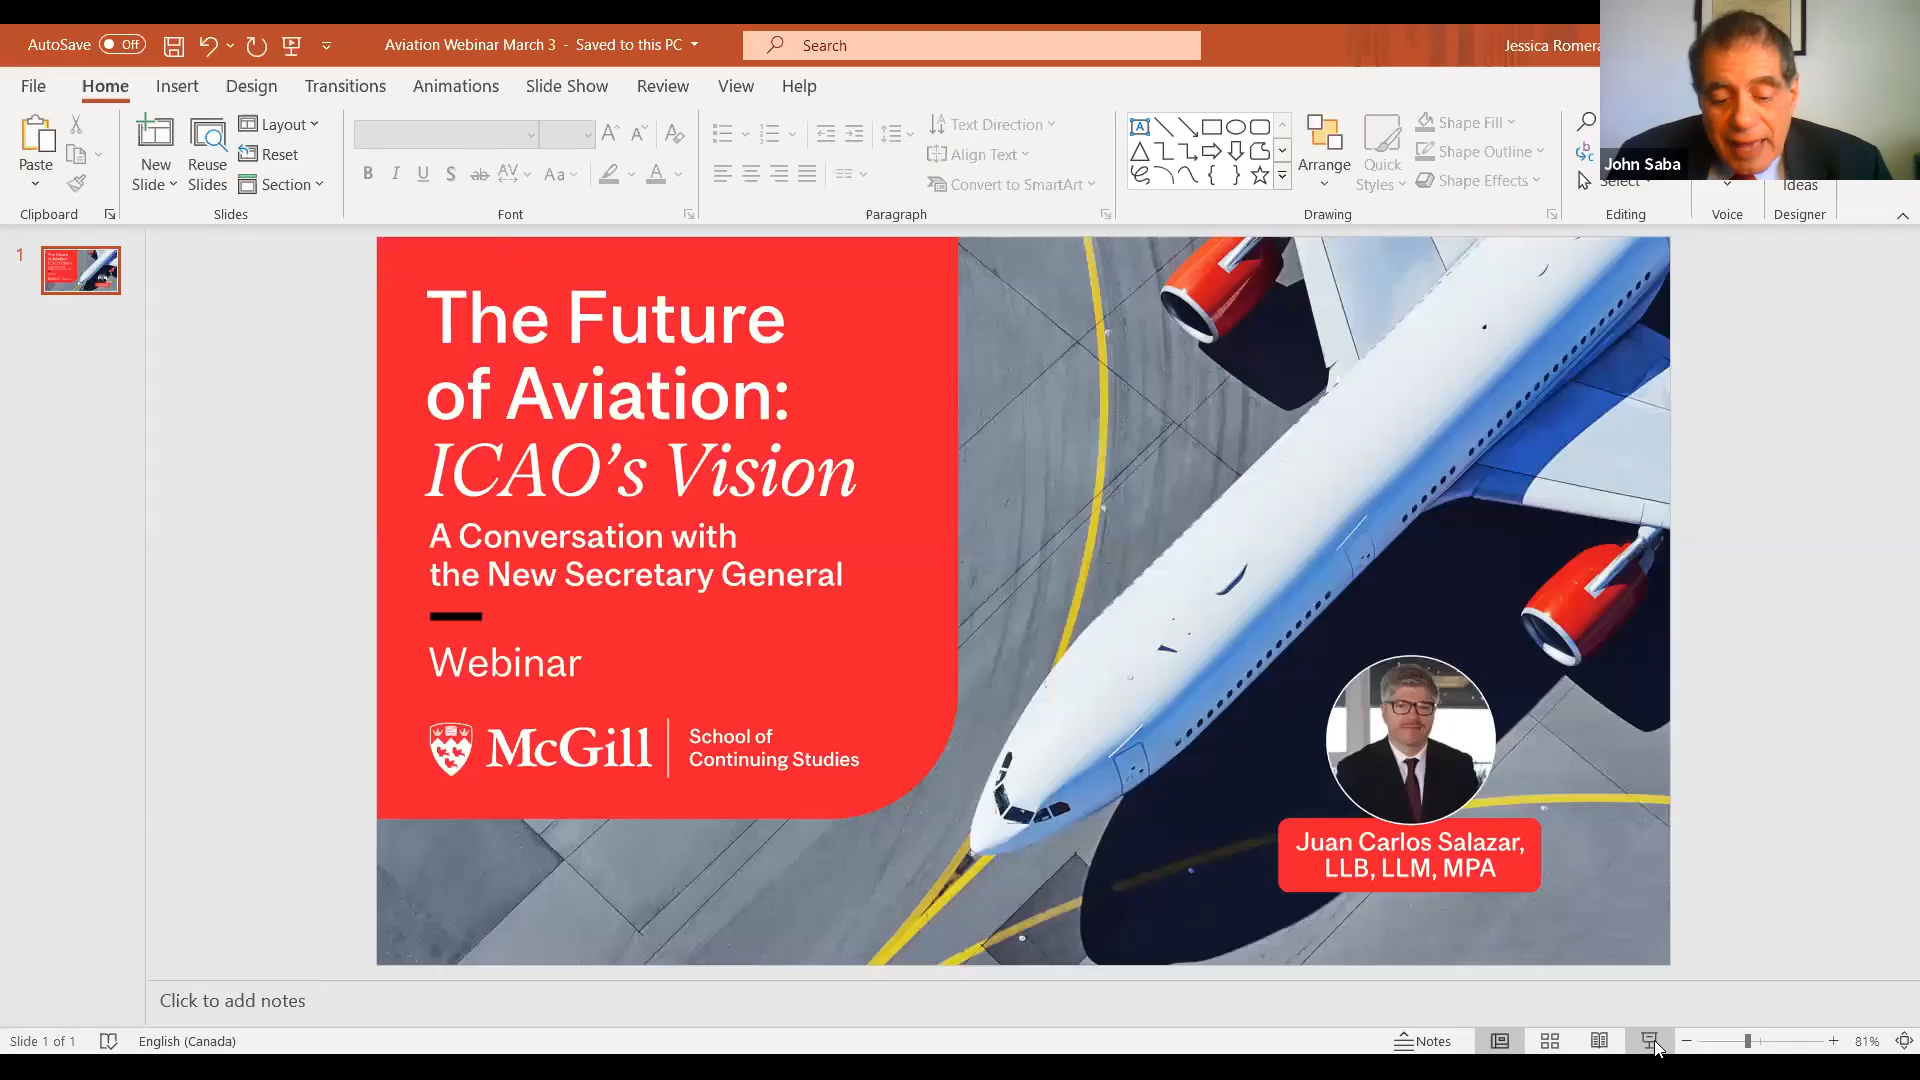 AutoSave Off
Aviation Webinar March 3 - Saved to this PC
Search
Jessica Romera
File Home Insert Design Transitions Animations Slide Show Review View Help
Paste
Clipboard
New Slide
Reuse Slides
Layout
Reset
Section
Slides
Font
Text Direction
Align Text
Convert to SmartArt
Paragraph
Arrange
Quick Styles
Shape Fill
Shape Outline
Shape Effects
Drawing
Select
Editing
Voice
Ideas
Designer
John Saba
1
The Future
of Aviation:
ICAO's Vision
A Conversation with
the New Secretary General
Webinar
McGill
School of
Continuing Studies
Juan Carlos Salazar,
LLB, LLM, MPA
Click to add notes
Slide 1 of 1
English (Canada)
Notes
81%